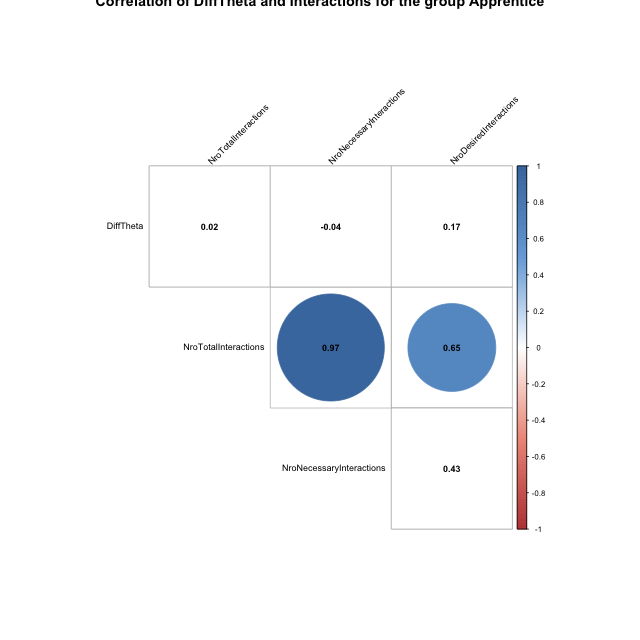 Correlation of DiffTheta and Interactions for the group Apprentice
NroTotalInteractions
NroNecessaryInteractions
NroDesiredInteractions
DiffTheta
0.02
-0.04
0.17
NroTotalInteractions
0.97
0.65
NroNecessaryInteractions
0.43
1
0.8
0.6
0.4
0.2
0
-0.2
-0.4
-0.6
-0.8
-1